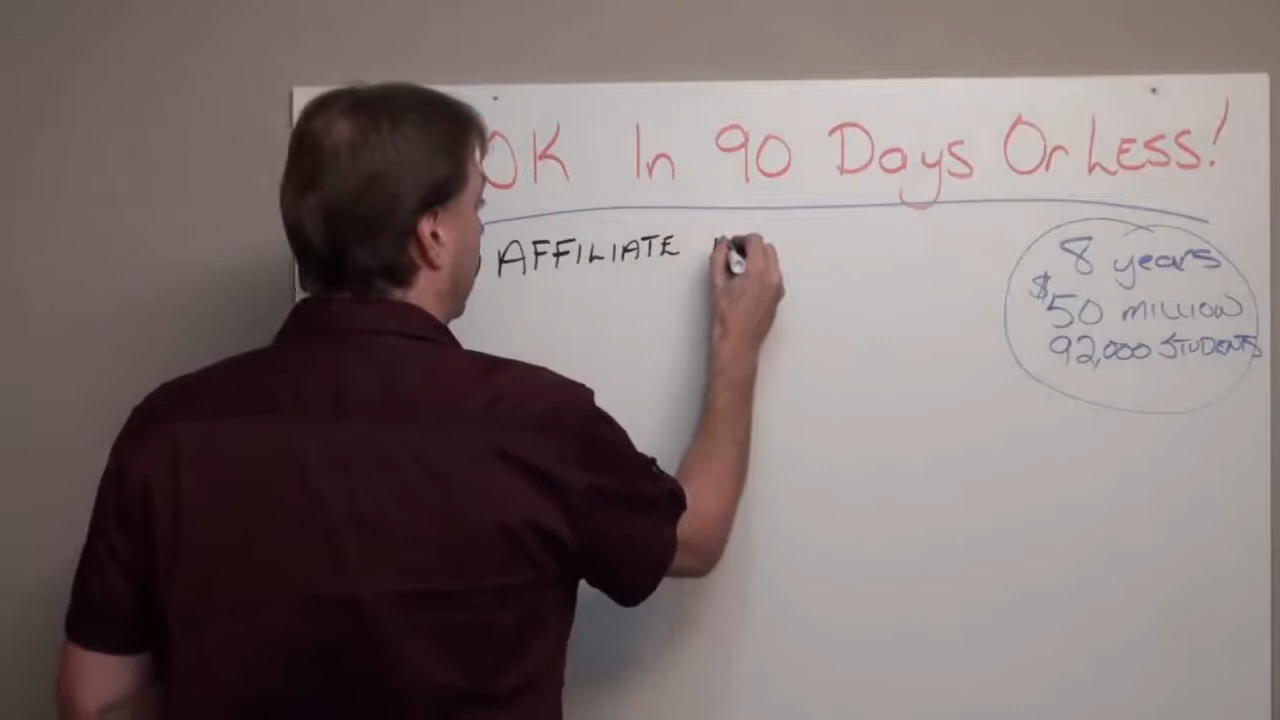 0K In 90 Days Or Less!
AFFILIATE
8 years
$50 MILLION
92,000 STUDENTS